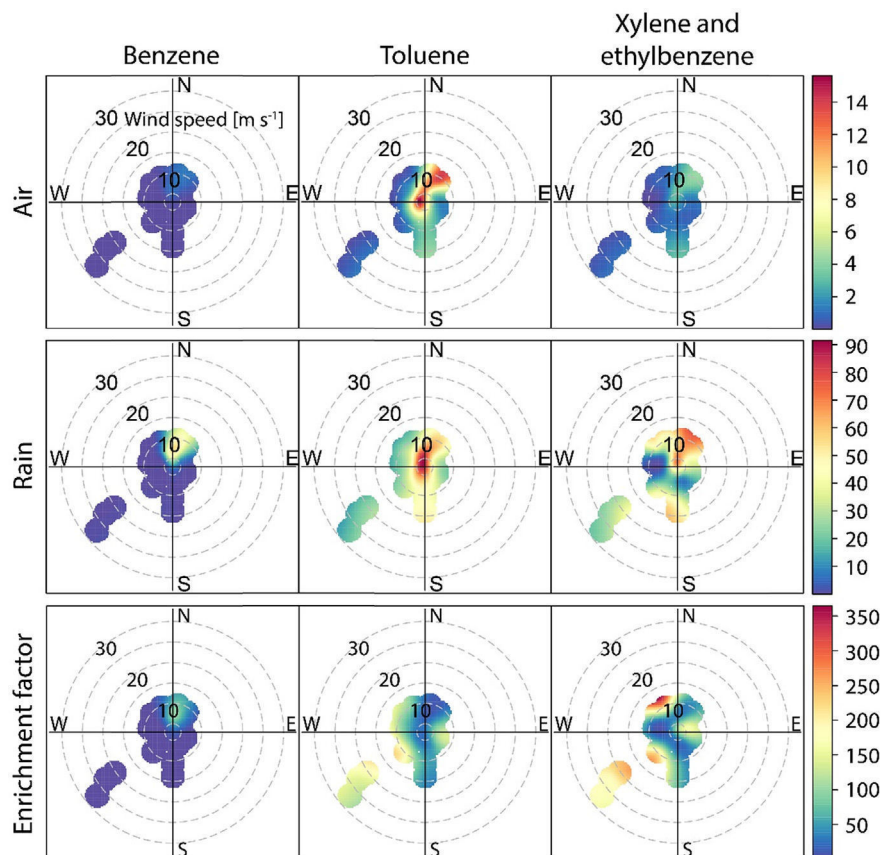 Benzene
Toluene
Xylene and
ethylbenzene
Air
N
30 Wind speed [m s⁻¹]
20
10
W
E
S
N
30
20
10
W
E
S
N
30
20
10
W
E
S
14
12
10
8
6
4
2
Rain
N
30
20
10
W
E
S
N
30
20
10
W
E
S
N
30
20
10
W
E
S
90
80
70
60
50
40
30
20
10
Enrichment factor
N
30
20
10
W
E
S
N
30
20
10
W
E
S
N
30
20
10
W
E
S
350
300
250
200
150
100
50